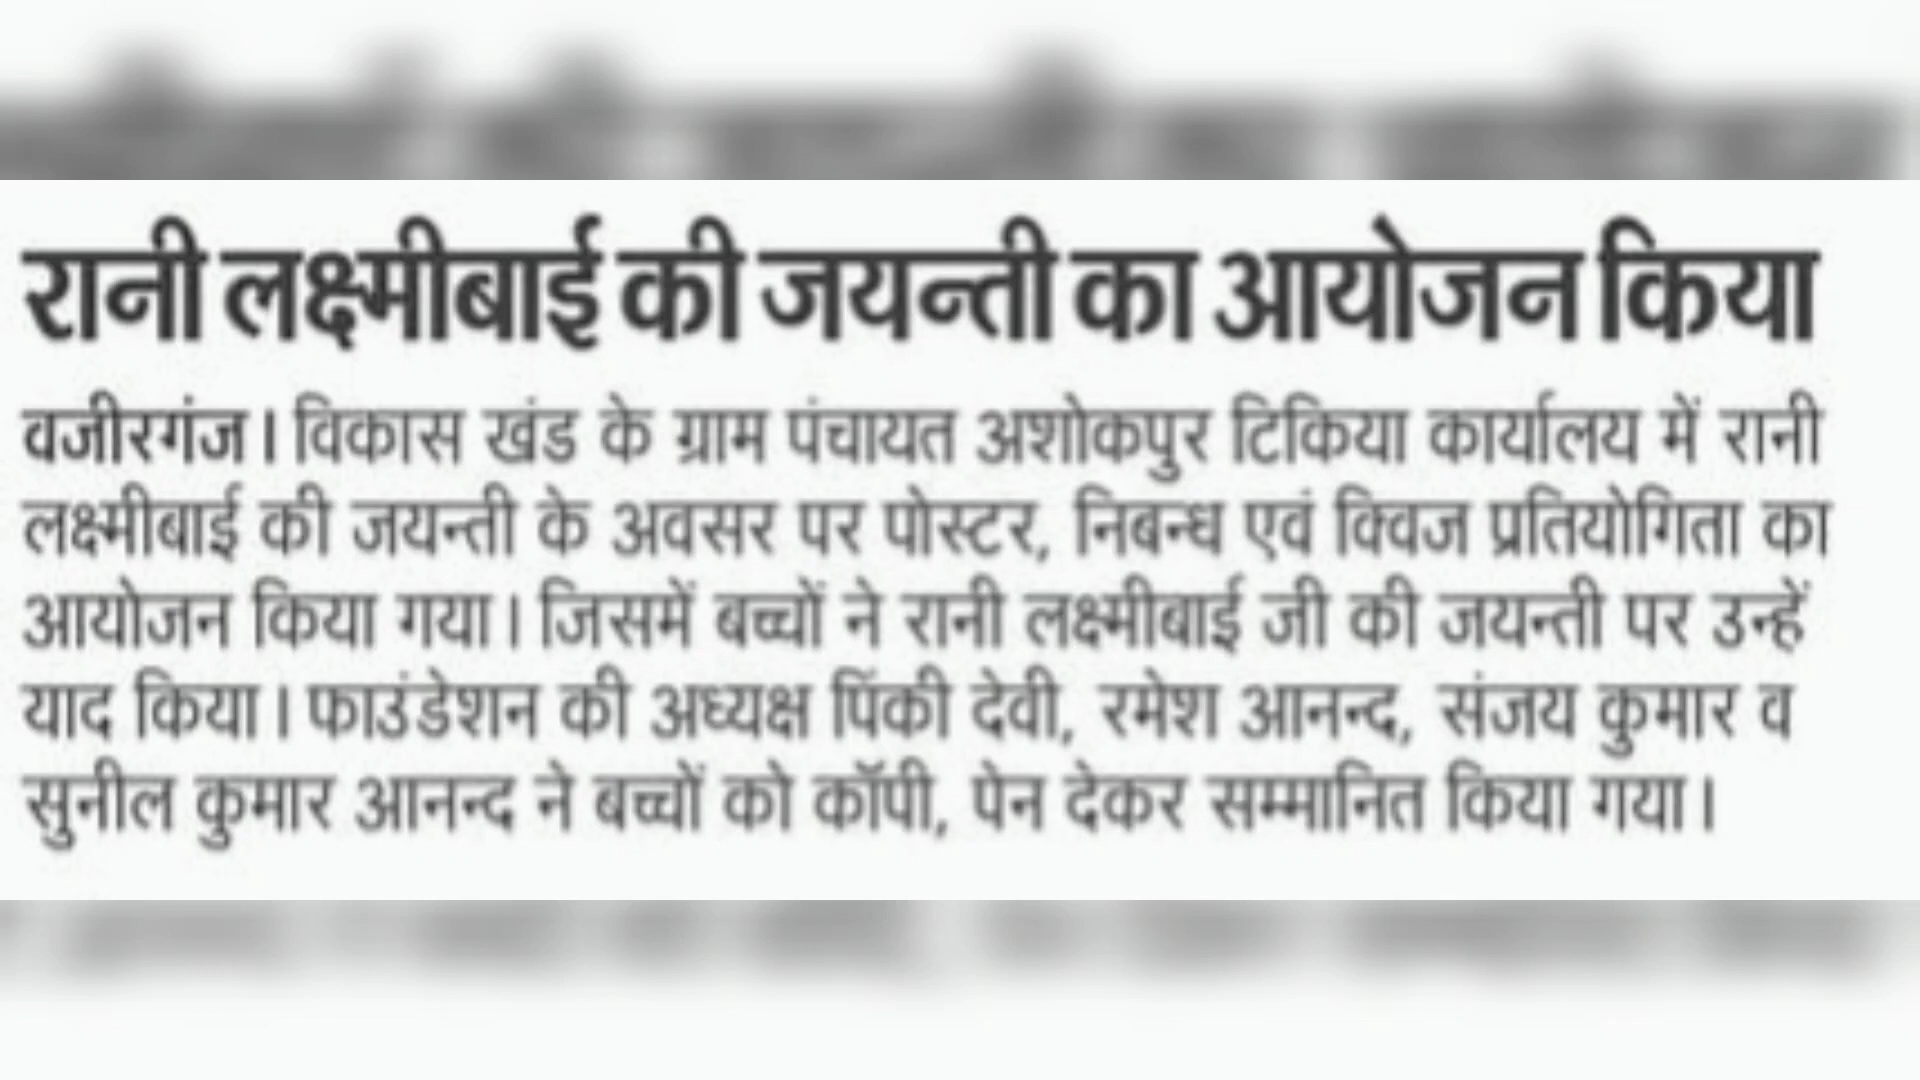 रानी लक्ष्मीबाई की जयन्ती का आयोजन किया
वजीरगंज। विकास खंड के ग्राम पंचायत अशोकपुर टिकिया कार्यालय में रानी
लक्ष्मीबाई की जयन्ती के अवसर पर पोस्टर, निबन्ध एवं क्विज प्रतियोगिता का
आयोजन किया गया। जिसमें बच्चों ने रानी लक्ष्मीबाई जी की जयन्ती पर उन्हें
याद किया। फाउंडेशन की अध्यक्ष पिंकी देवी, रमेश आनन्द, संजय कुमार व
सुनील कुमार आनन्द ने बच्चों को कॉपी, पेन देकर सम्मानित किया गया।